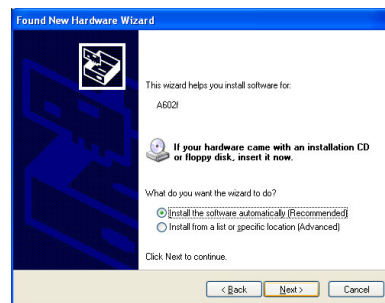 Found New Hardware Wizard
This wizard helps you install software for:
A602f
If your hardware came with an installation CD
or floppy disk, insert it now.
What do you want the wizard to do?
Install the software automatically (Recommended)
Install from a list or specific location (Advanced)
Click Next to continue.
< Back Next > Cancel